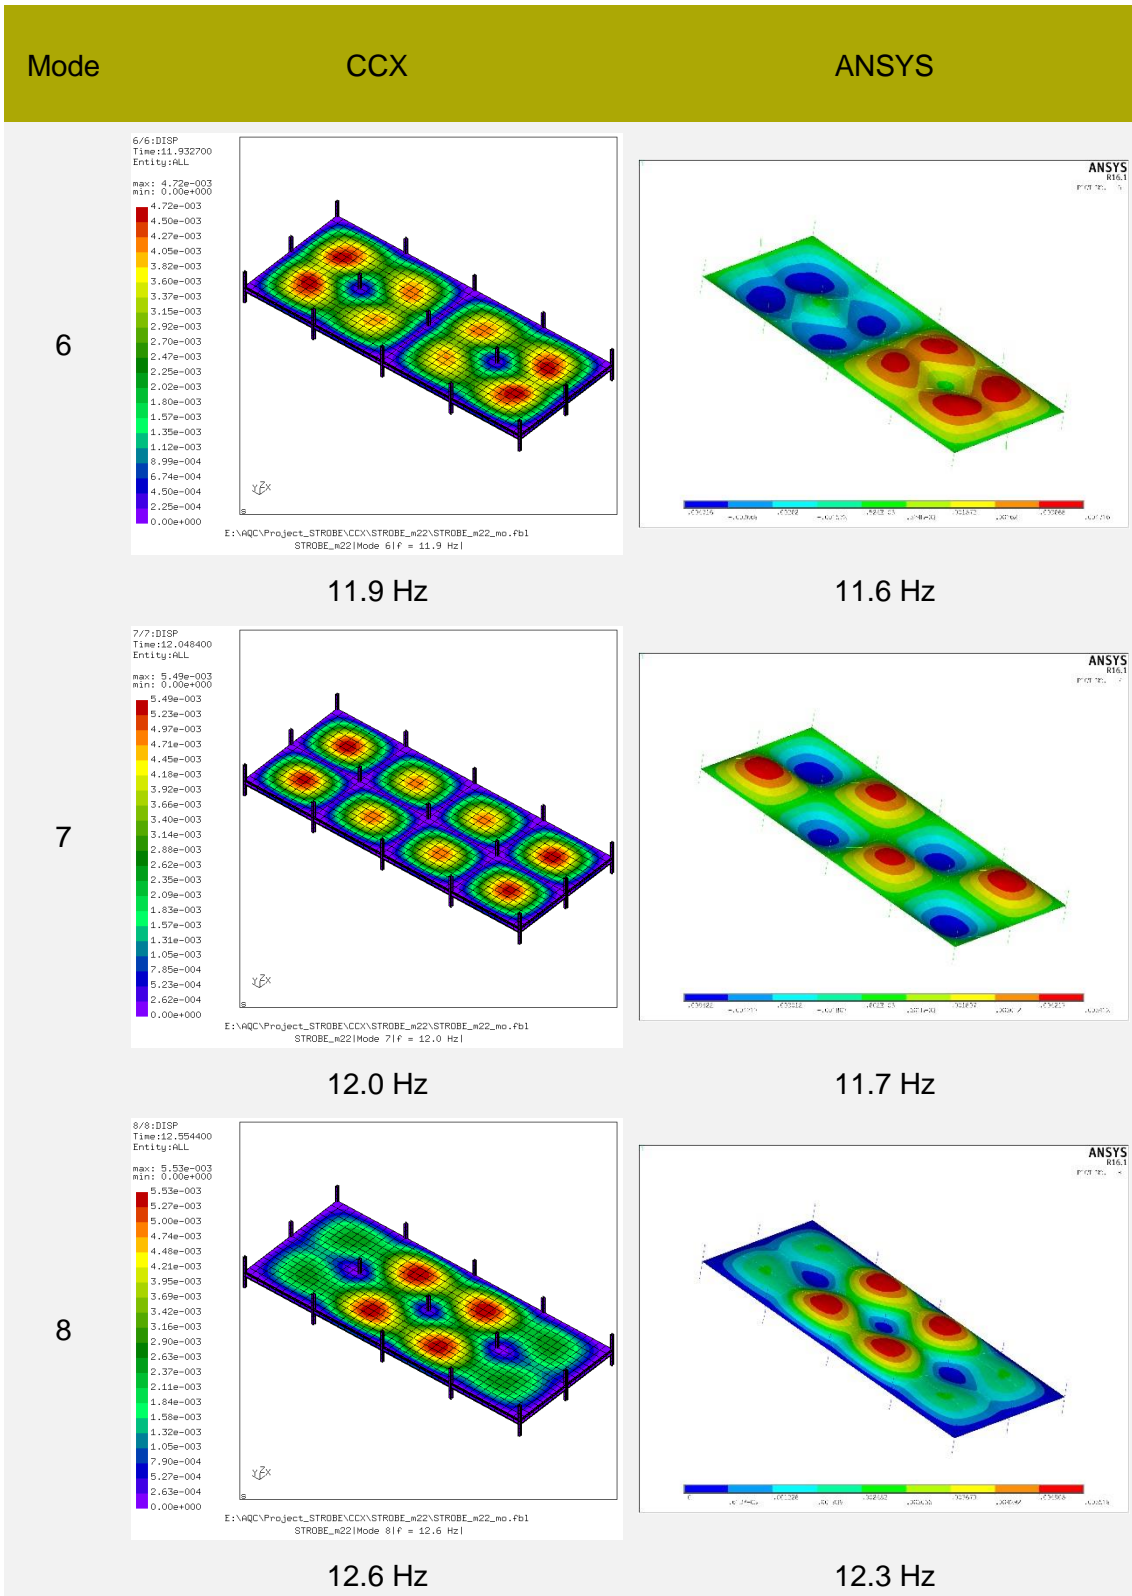 Mode CCX ANSYS
6/6:DISP
Time:11.932700
Entity:ALL
max: 4.72e-003
min: 0.00e+000
4.72e-003
4.50e-003
4.27e-003
4.05e-003
3.82e-003
3.60e-003
3.37e-003
3.15e-003
2.92e-003
2.70e-003
2.47e-003
2.25e-003
2.02e-003
1.80e-003
1.57e-003
1.35e-003
1.12e-003
8.99e-004
6.74e-004
4.50e-004
2.25e-004
0.00e+000
E:\AQC\Project_STROBE\CCX\STROBE_m22\STROBE_m22_mo.fbl
STROBE_m22|Mode 6|f = 11.9 Hz|
ANSYS
R16.1
6
11.9 Hz 11.6 Hz
7/7:DISP
Time:12.048400
Entity:ALL
max: 5.49e-003
min: 0.00e+000
5.49e-003
5.23e-003
4.97e-003
4.71e-003
4.45e-003
4.18e-003
3.92e-003
3.66e-003
3.40e-003
3.14e-003
2.88e-003
2.62e-003
2.35e-003
2.09e-003
1.83e-003
1.57e-003
1.31e-003
1.05e-003
7.85e-004
5.23e-004
2.62e-004
0.00e+000
E:\AQC\Project_STROBE\CCX\STROBE_m22\STROBE_m22_mo.fbl
STROBE_m22|Mode 7|f = 12.0 Hz|
ANSYS
R16.1
7
12.0 Hz 11.7 Hz
8/8:DISP
Time:12.554400
Entity:ALL
max: 5.53e-003
min: 0.00e+000
5.53e-003
5.27e-003
5.00e-003
4.74e-003
4.48e-003
4.21e-003
3.95e-003
3.69e-003
3.42e-003
3.16e-003
2.90e-003
2.63e-003
2.37e-003
2.11e-003
1.84e-003
1.58e-003
1.32e-003
1.05e-003
7.90e-004
5.27e-004
2.63e-004
0.00e+000
E:\AQC\Project_STROBE\CCX\STROBE_m22\STROBE_m22_mo.fbl
STROBE_m22|Mode 8|f = 12.6 Hz|
ANSYS
R16.1
8
12.6 Hz 12.3 Hz